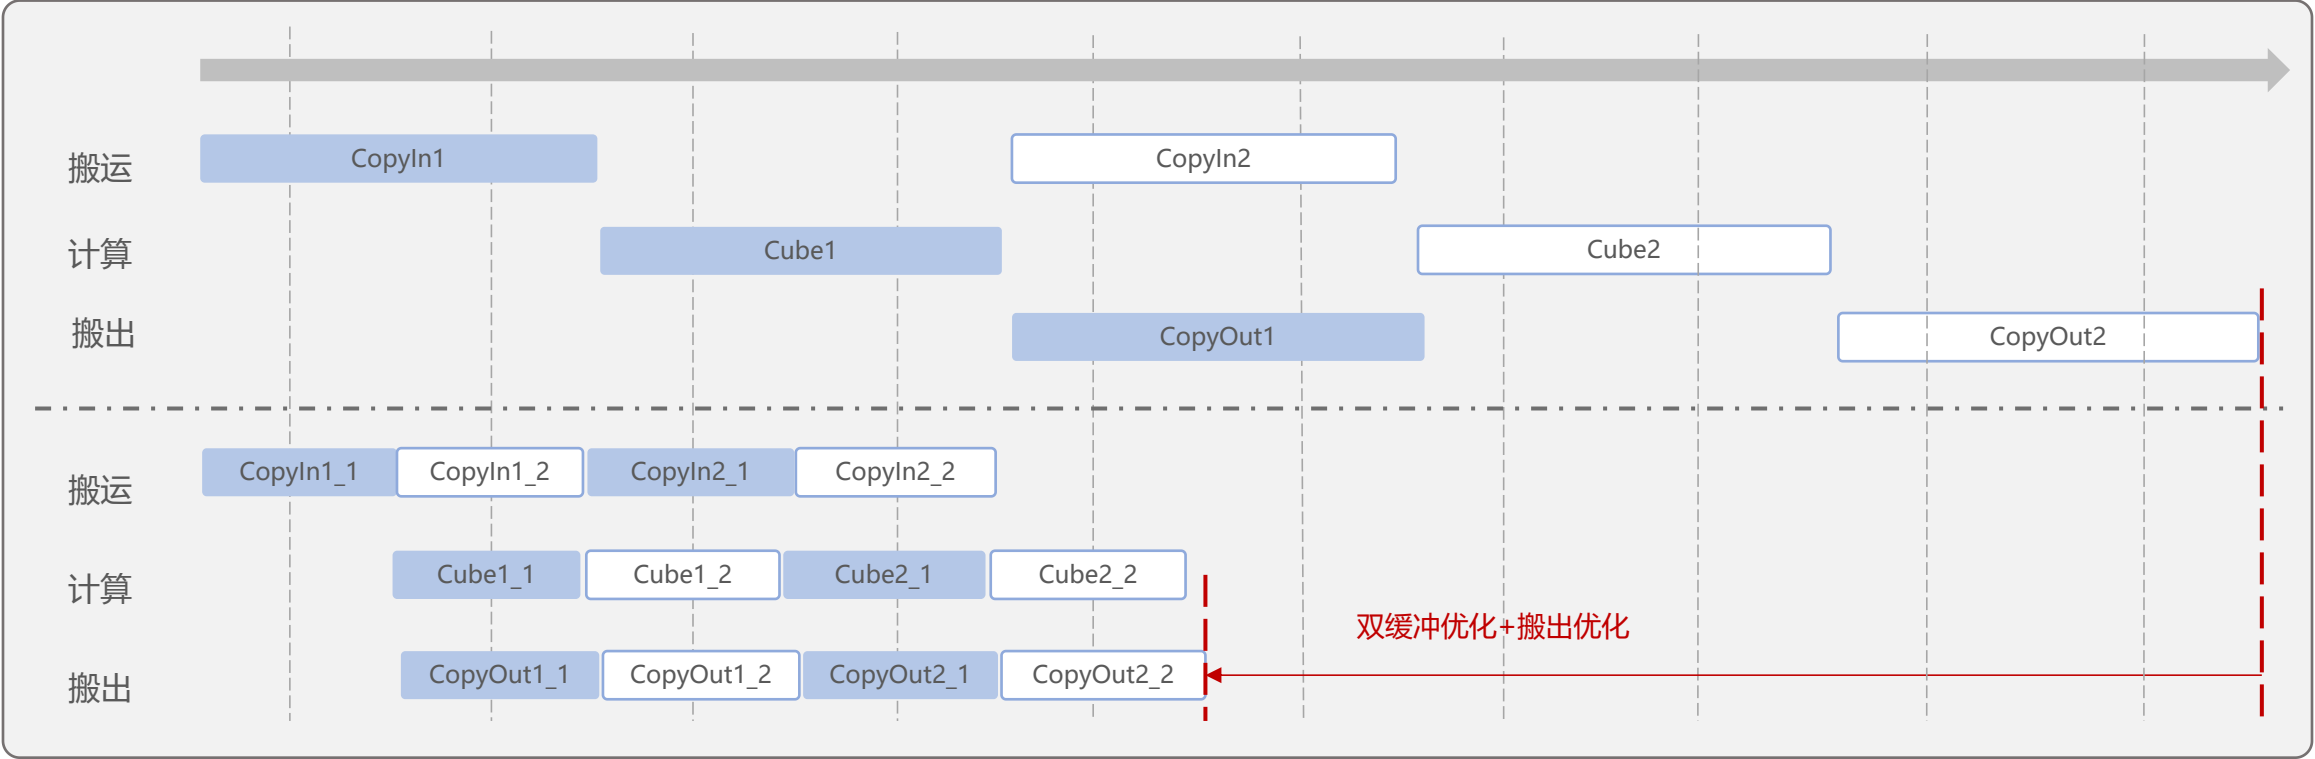 搬运 CopyIn1 CopyIn2
计算 Cube1 Cube2
搬出 CopyOut1 CopyOut2
搬运 CopyIn1_1 CopyIn1_2 CopyIn2_1 CopyIn2_2
计算 Cube1_1 Cube1_2 Cube2_1 Cube2_2
双缓冲优化+搬出优化
搬出 CopyOut1_1 CopyOut1_2 CopyOut2_1 CopyOut2_2